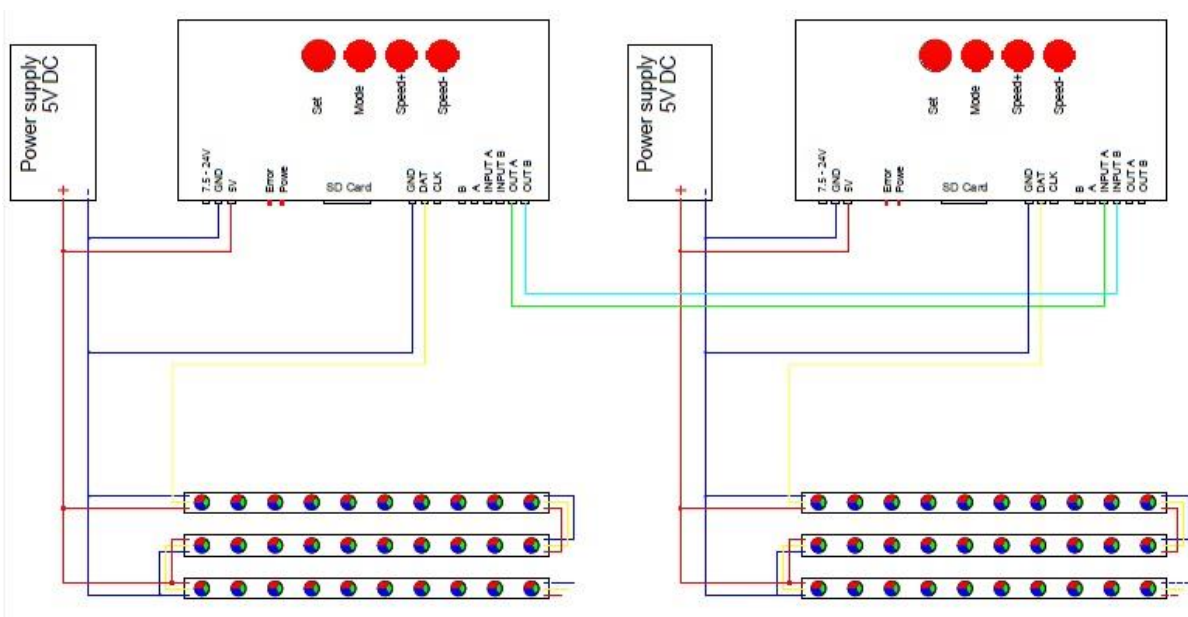 Power supply
5V DC
+
-
Set
Mode
Speed+
Speed-
7.5 - 24V
GND
5V
Error
Powe
SD Card
GND
DAT
CLK
B
A
INPUT A
INPUT B
OUT A
OUT B
Power supply
5V DC
+
-
Set
Mode
Speed+
Speed-
7.5 - 24V
GND
5V
Error
Powe
SD Card
GND
DAT
CLK
B
A
INPUT A
INPUT B
OUT A
OUT B